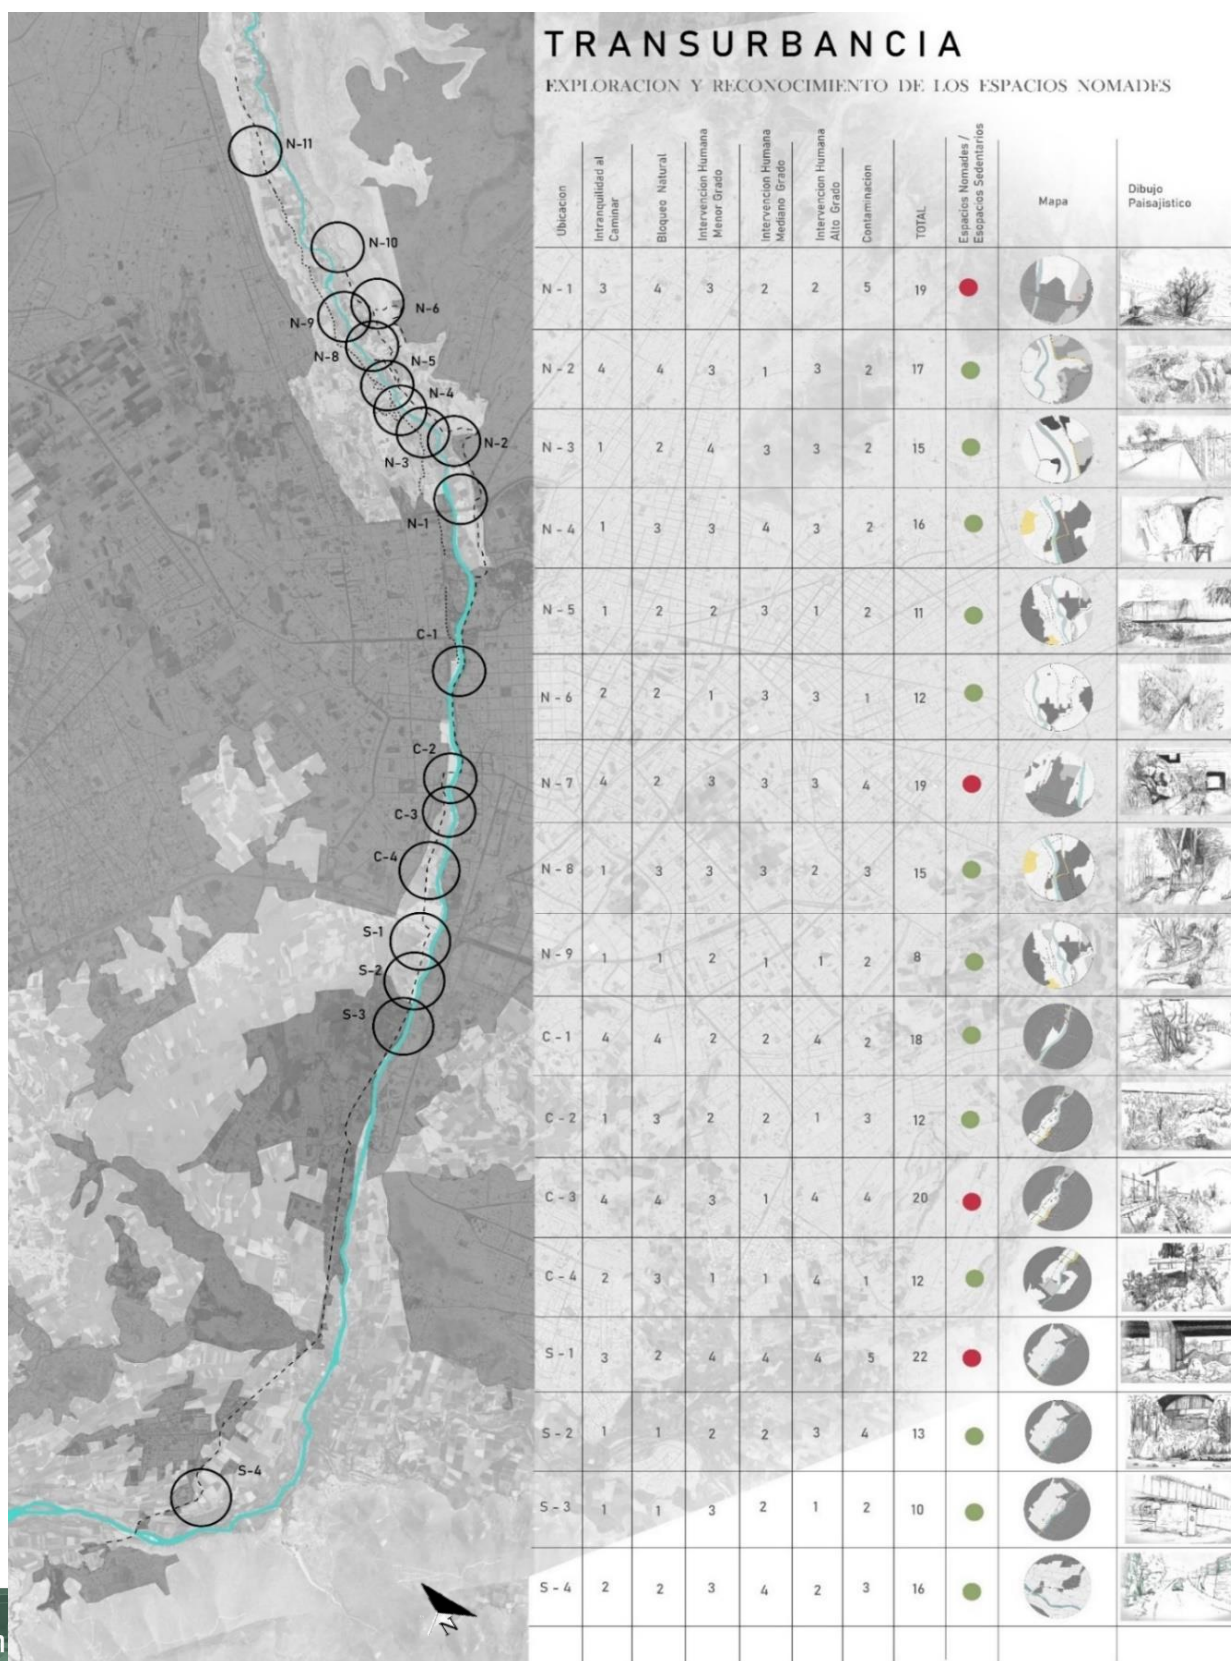 TRANSURBANCIA
EXPLORACION Y RECONOCIMIENTO DE LOS ESPACIOS NOMADES
N-11
N-10
N-6
N-9
N-8
N-5
N-4
N-2
N-3
N-1
C-1
C-2
C-3
C-4
S-1
S-2
S-3
S-4
N
n
Ubicacion
Intranquilidad al
Caminar
Bloqueo Natural
Intervencion Humana
Menor Grado
Intervencion Humana
Mediano Grado
Intervencion Humana
Alto Grado
Contaminacion
TOTAL
Espacios Nomades /
Esopacios Sedentarios
Mapa
Dibujo
Paisajistico
N - 1 3 4 3 2 2 5 19
N - 2 4 4 3 1 3 2 17
N - 3 1 2 4 3 3 2 15
N - 4 1 3 3 4 3 2 16
N - 5 1 2 2 3 1 2 11
N - 6 2 2 1 3 3 1 12
N - 7 4 2 3 3 3 4 19
N - 8 1 3 3 3 2 3 15
N - 9 1 1 2 1 1 2 8
C - 1 4 4 2 2 4 2 18
C - 2 1 3 2 2 1 3 12
C - 3 4 4 3 1 4 4 20
C - 4 2 3 1 1 4 1 12
S - 1 3 2 4 4 4 5 22
S - 2 1 1 2 2 3 4 13
S - 3 1 1 3 2 1 2 10
S - 4 2 2 3 4 2 3 16